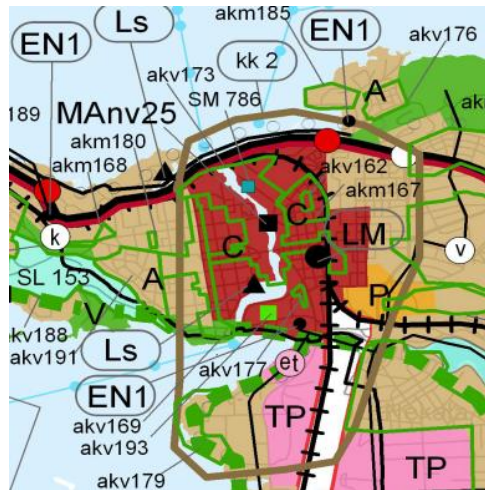 akm185
Ls
EN1
EN1
akv176
akv173
kk 2
SM 786
189
MAnv25
A
akm180
akm168
akv162
akm167
C
C
LM
k
v
SL 153
A
V
P
akv188
akv191
Ls
akv177
et
EN1
TP
akv169
akv193
TP
akv179